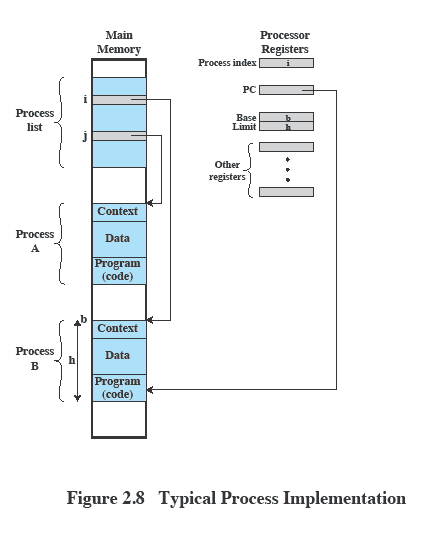 Main
Memory
Processor
Registers
Process index
i
PC
Base
b
Limit
h
Other
registers
Process
list
i
j
Process
A
Context
Data
Program
(code)
Process
B
b
h
Context
Data
Program
(code)
Figure 2.8 Typical Process Implementation